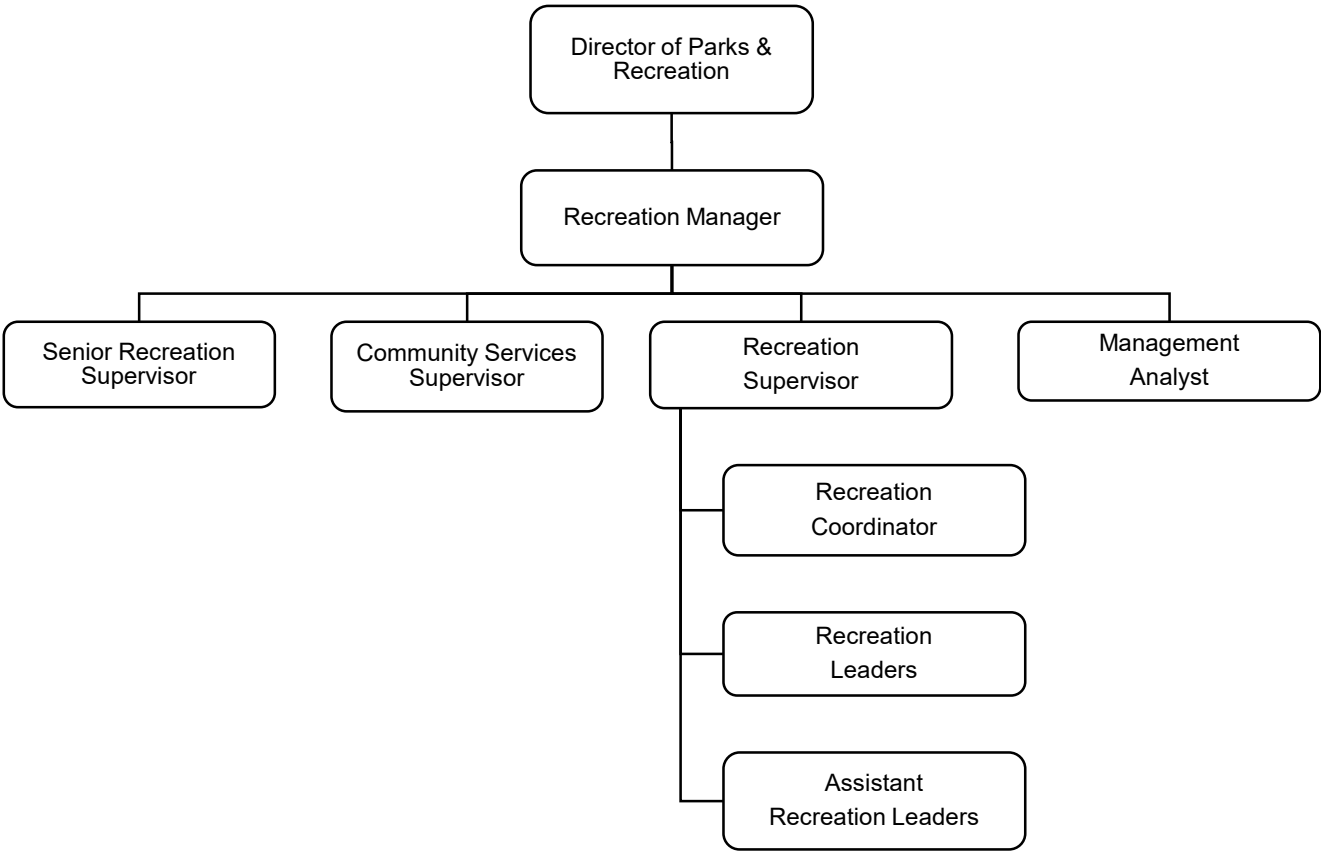 Director of Parks &
Recreation
Recreation Manager
Senior Recreation
Supervisor
Community Services
Supervisor
Recreation
Supervisor
Management
Analyst
Recreation
Coordinator
Recreation
Leaders
Assistant
Recreation Leaders